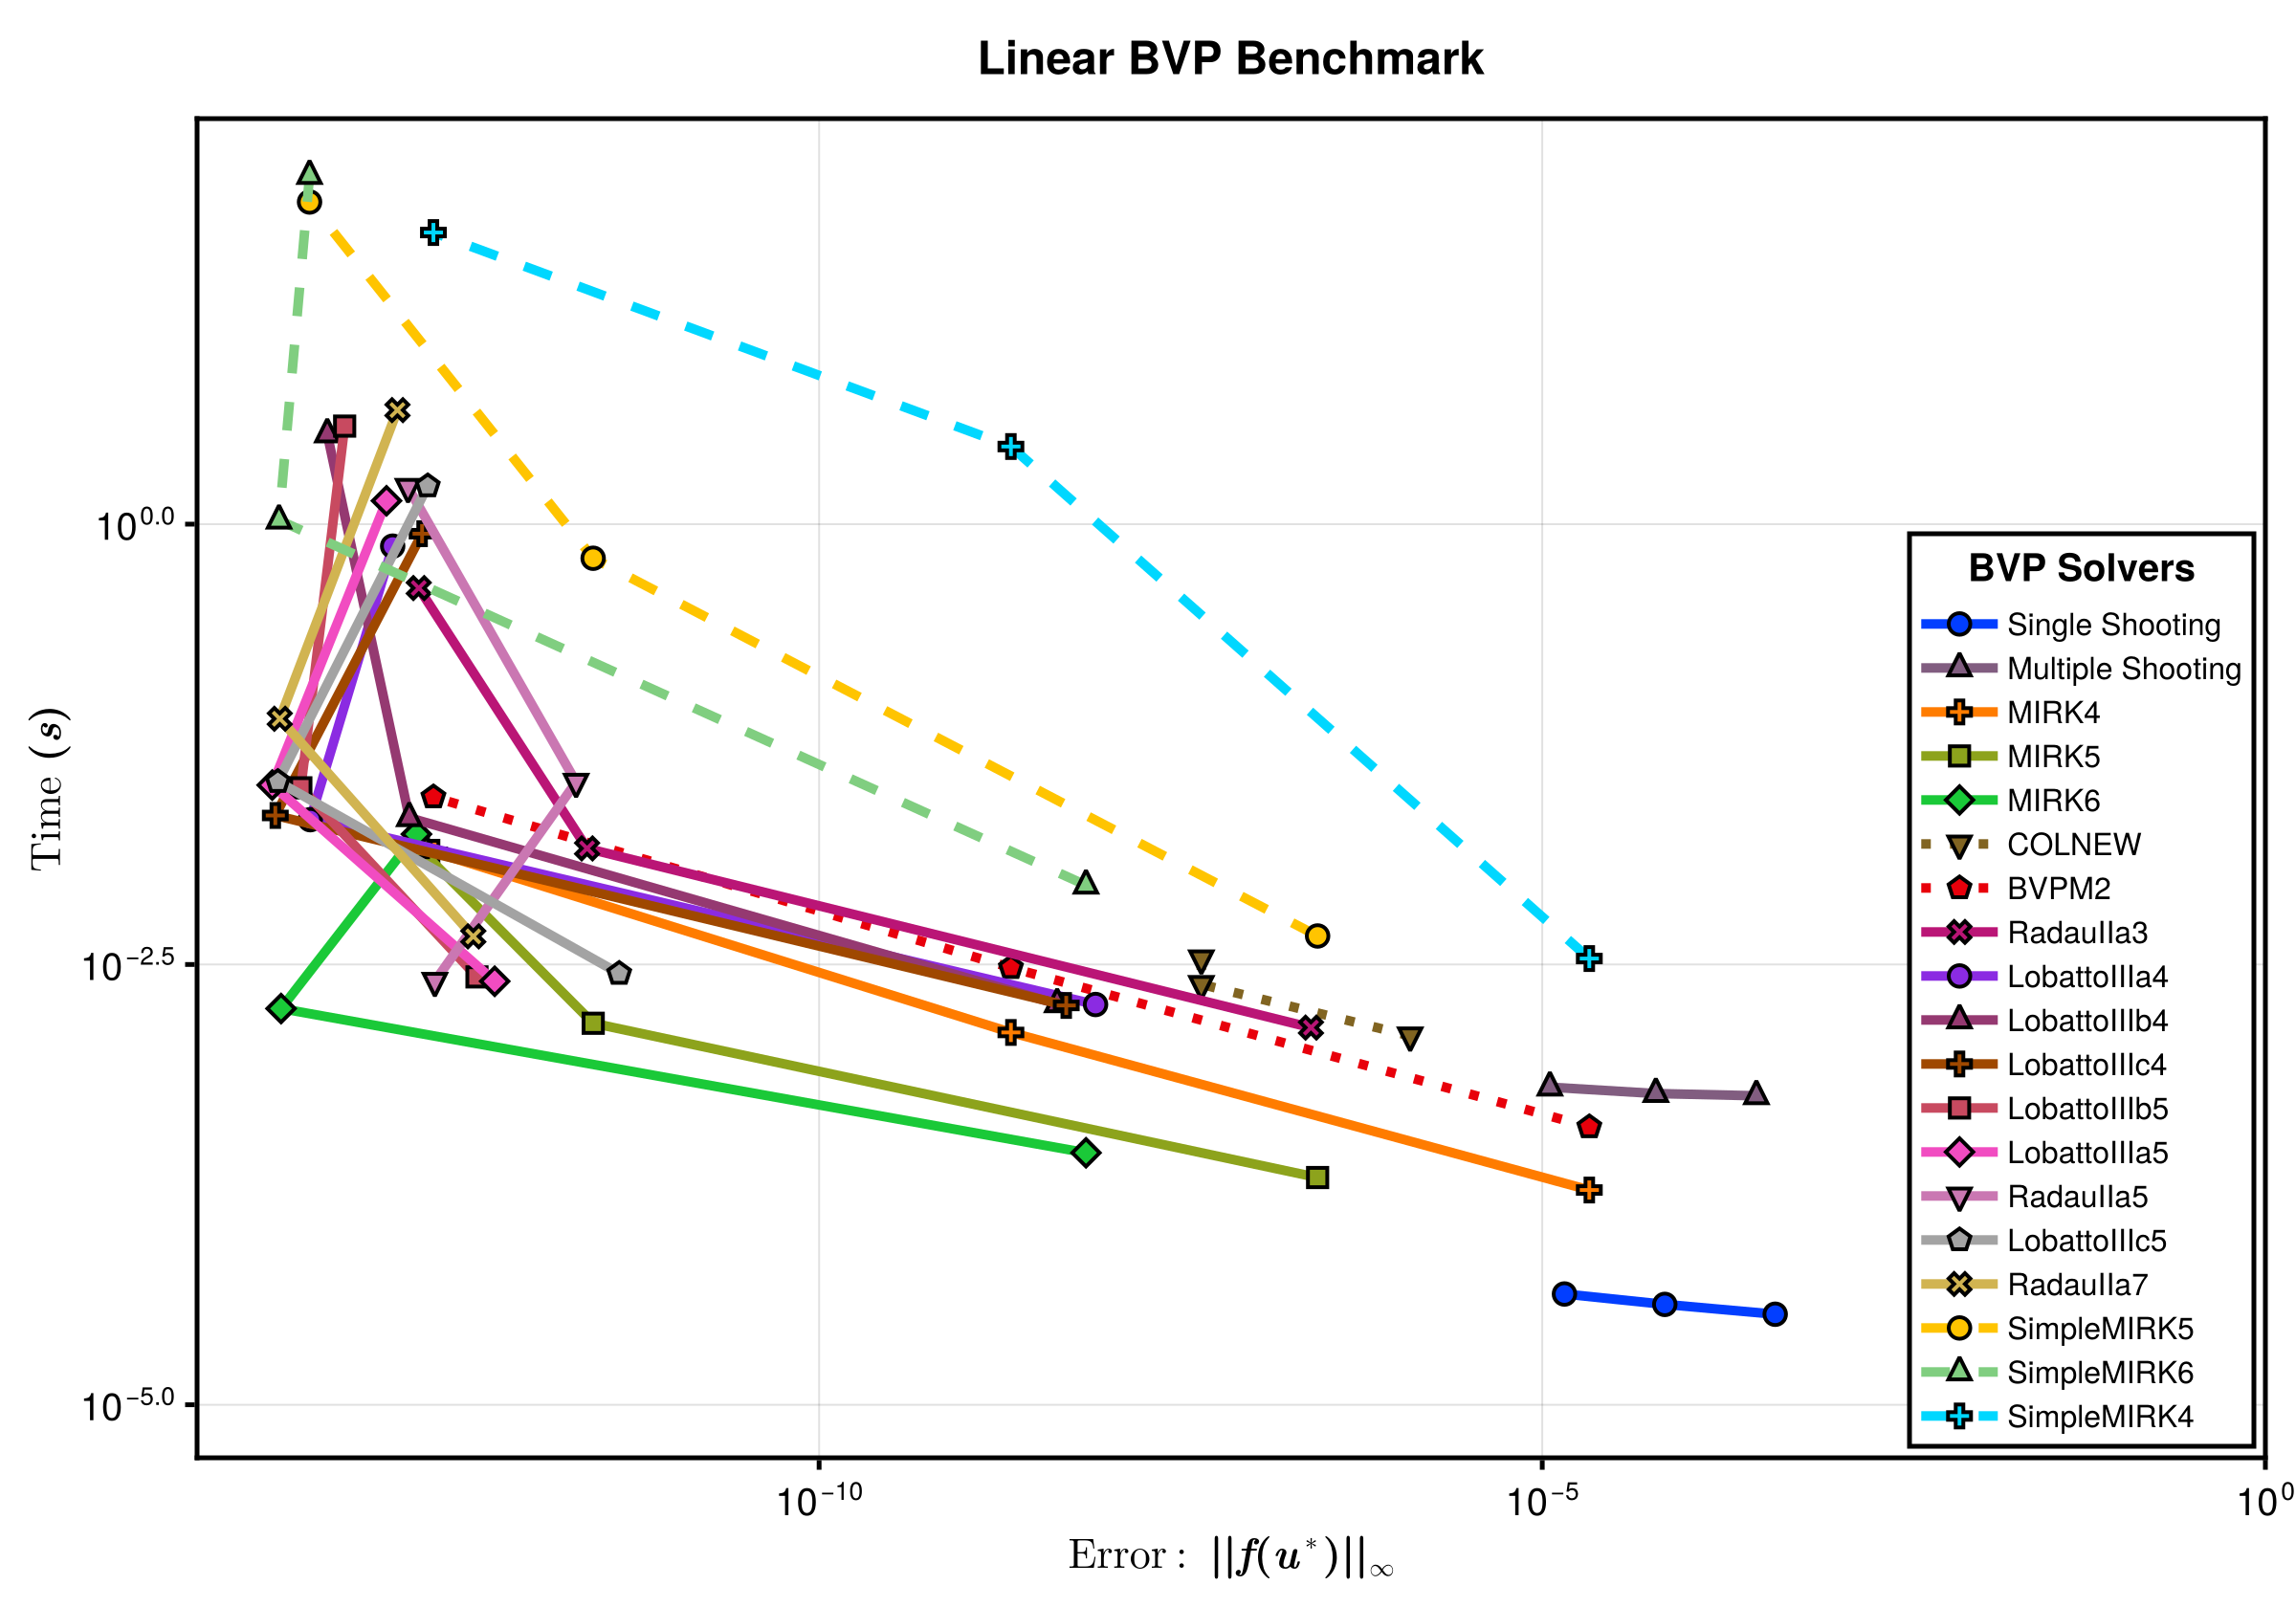 Linear BVP Benchmark
Time (s)
10^0.0
10^−2.5
10^−5.0
BVP Solvers
Single Shooting
Multiple Shooting
MIRK4
MIRK5
MIRK6
COLNEW
BVPM2
RadauIIa3
LobattoIIIa4
LobattoIIIb4
LobattoIIIc4
LobattoIIIb5
LobattoIIIa5
RadauIIa5
LobattoIIIc5
RadauIIa7
SimpleMIRK5
SimpleMIRK6
SimpleMIRK4
10^−10
10^−5
10^0
Error: ||f(u*)||∞